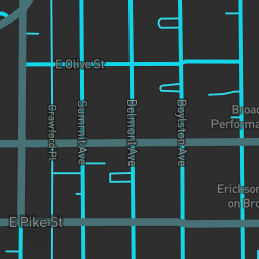 E Olive St
Crawford Pl
Summit Ave
Belmont Ave
Boylston Ave
Broad
Performa
Erickson
on Bro
E Pike St